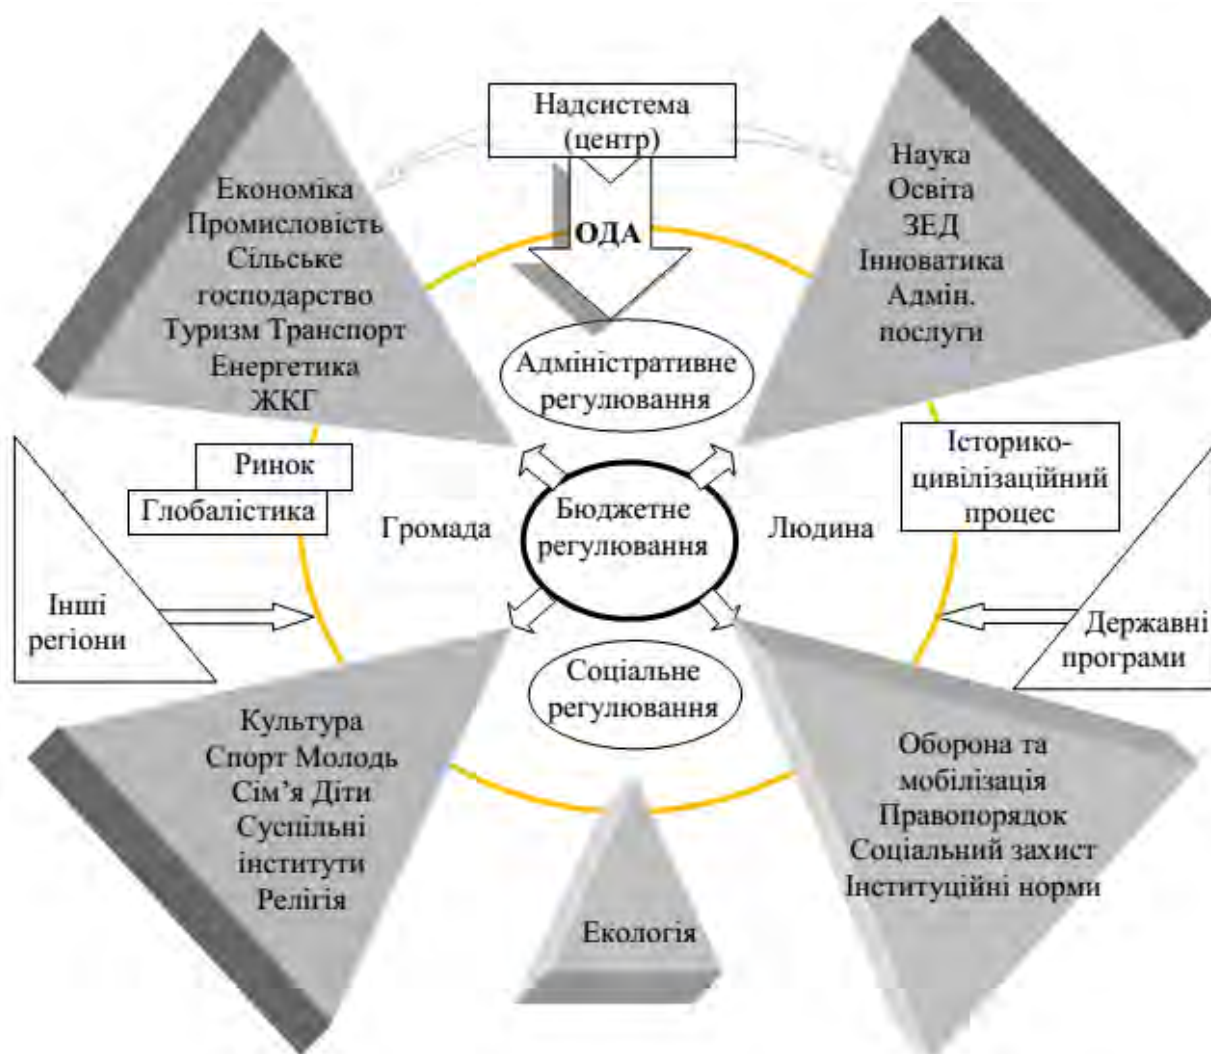 Надсистема
(центр)
ОДА
Економіка
Промисловість
Сільське
господарство
Туризм Транспорт
Енергетика
ЖКГ
Наука
Освіта
ЗЕД
Інноватика
Адмін.
послуги
Адміністративне
регулювання
Ринок
Глобалістика
Історико-
цивілізаційний
процес
Громада
Бюджетне
регулювання
Людина
Інші
регіони
Державні
програми
Соціальне
регулювання
Культура
Спорт Молодь
Сім’я Діти
Суспільні
інститути
Релігія
Оборона та
мобілізація
Правопорядок
Соціальний захист
Інституційні норми
Екологія